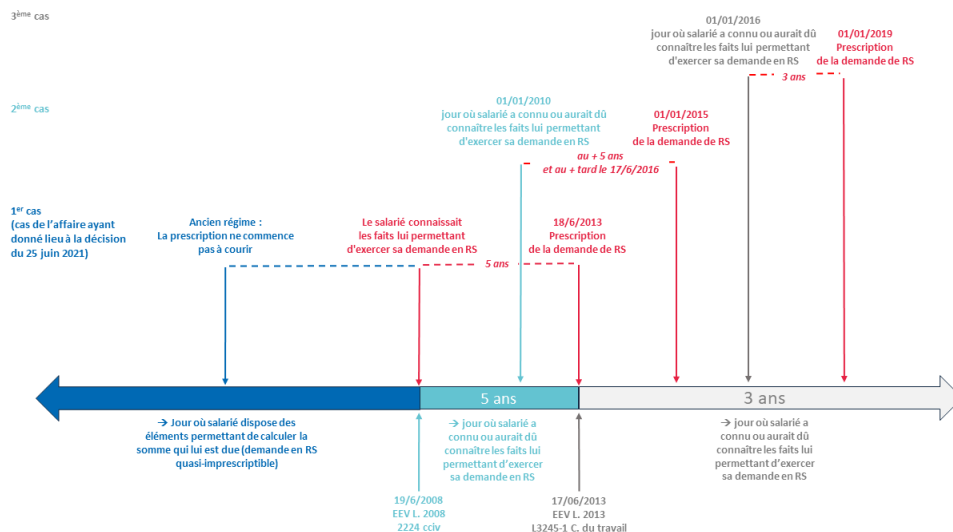 3ème cas
01/01/2016
jour où salarié a connu ou aurait dû
connaître les faits lui permettant
d'exercer sa demande en RS
01/01/2019
Prescription
de la demande de RS
3 ans
2ème cas
01/01/2010
jour où salarié a connu ou aurait dû
connaître les faits lui permettant
d'exercer sa demande en RS
01/01/2015
Prescription
de la demande de RS
au + 5 ans
et au + tard le 17/6/2016
1er cas
(cas de l'affaire ayant
donné lieu à la décision
du 25 juin 2021)
Ancien régime :
La prescription ne commence
pas à courir
Le salarié connaissait
les faits lui permettant
d'exercer sa demande en RS
18/6/2013
Prescription
de la demande de RS
5 ans
5 ans
3 ans
→ Jour où salarié dispose des
éléments permettant de calculer la
somme qui lui est due (demande en RS
quasi-imprescriptible)
→ jour où salarié a
connu ou aurait dû
connaître les faits lui
permettant d'exercer
sa demande en RS
→ jour où salarié a
connu ou aurait dû
connaître les faits lui
permettant d'exercer
sa demande en RS
19/6/2008
EEV L. 2008
2224 cciv
17/06/2013
EEV L. 2013
L3245-1 C. du travail